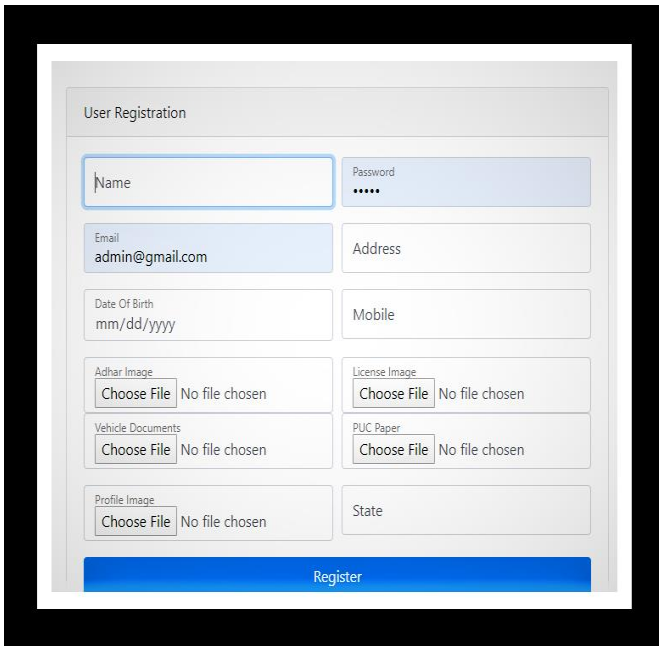 User Registration
Name
Password
•••••
Email
admin@gmail.com
Address
Date Of Birth
mm/dd/yyyy
Mobile
Adhar Image
Choose File No file chosen
License Image
Choose File No file chosen
Vehicle Documents
Choose File No file chosen
PUC Paper
Choose File No file chosen
Profile Image
Choose File No file chosen
State
Register